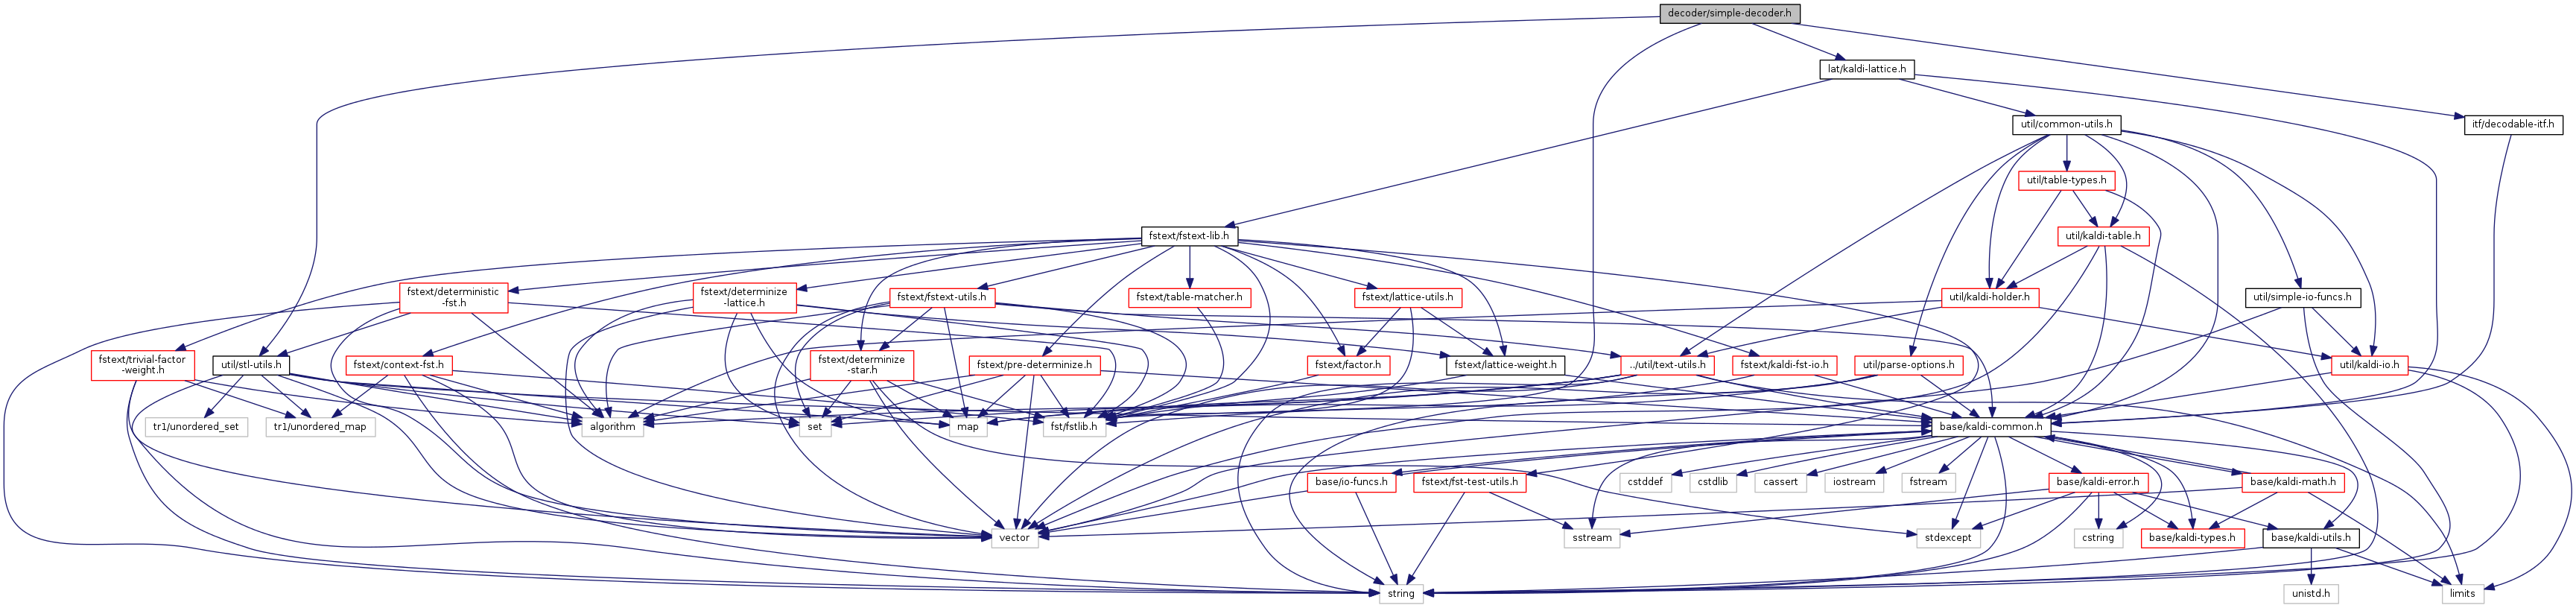 decoder/simple-decoder.h
lat/kaldi-lattice.h
util/common-utils.h
itf/decodable-itf.h
util/table-types.h
fstext/fstext-lib.h
util/kaldi-table.h
fstext/deterministic
-fst.h
fstext/determinize
-lattice.h
fstext/fstext-utils.h
fstext/table-matcher.h
fstext/lattice-utils.h
util/kaldi-holder.h
util/simple-io-funcs.h
fstext/trivial-factor
-weight.h
util/stl-utils.h
fstext/context-fst.h
fstext/determinize
-star.h
fstext/pre-determinize.h
fstext/factor.h
fstext/lattice-weight.h
../util/text-utils.h
fstext/kaldi-fst-io.h
util/parse-options.h
util/kaldi-io.h
tr1/unordered_set
tr1/unordered_map
algorithm
set
map
fst/fstlib.h
base/kaldi-common.h
base/io-funcs.h
fstext/fst-test-utils.h
cstddef
cstdlib
cassert
iostream
fstream
base/kaldi-error.h
base/kaldi-math.h
vector
sstream
stdexcept
cstring
base/kaldi-types.h
base/kaldi-utils.h
string
unistd.h
limits